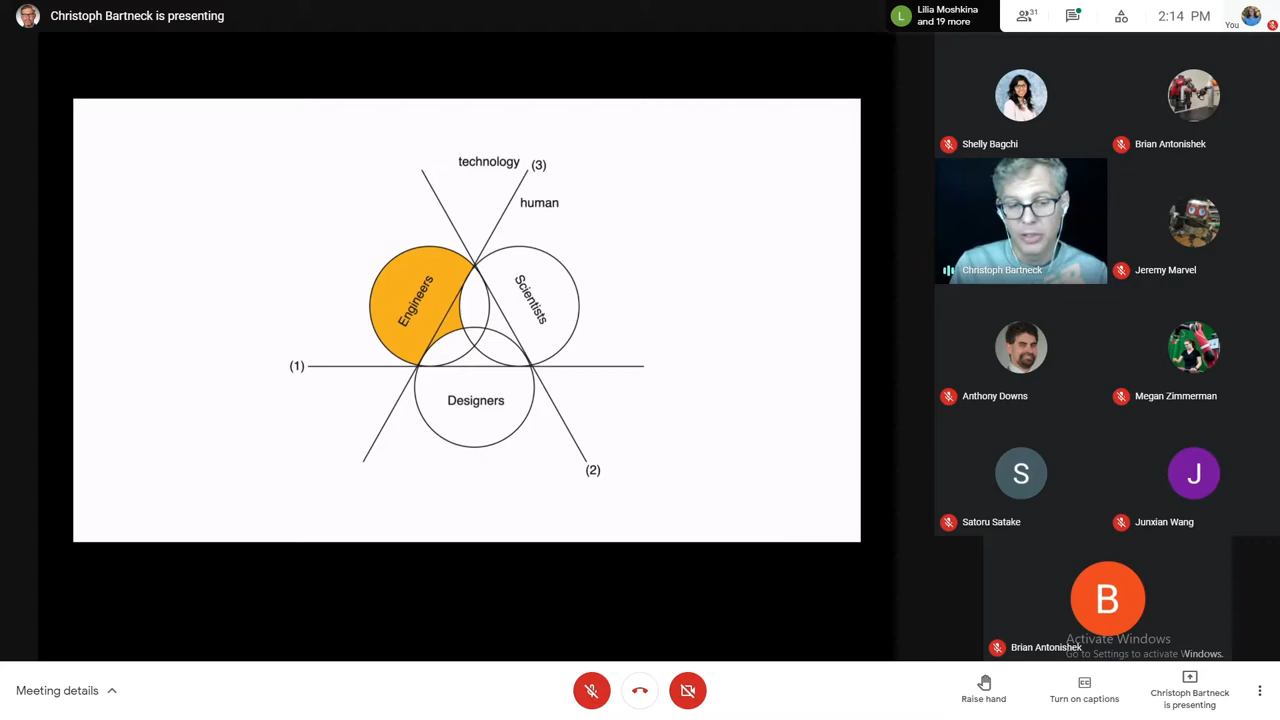 Christoph Bartneck is presenting
L
Lilia Moshkina
and 19 more
31
2:14 PM
You
technology
(3)
human
Engineers
Scientists
(1)
Designers
(2)
Shelly Bagchi
Brian Antonishek
Christoph Bartneck
Jeremy Marvel
Anthony Downs
Megan Zimmerman
S
J
Satoru Satake
Junxian Wang
B
Brian Antonishek
Activate Windows
Go to Settings to activate Windows.
Meeting details
Raise hand
CC
Turn on captions
Christoph Bartneck
is presenting